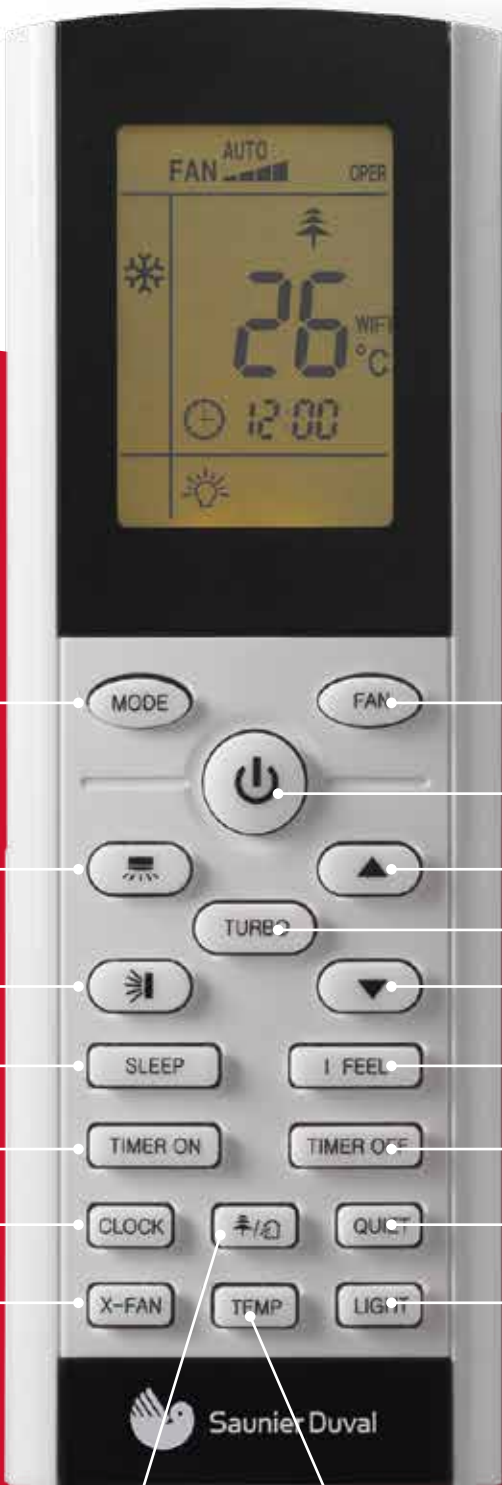 AUTO
FAN OPER
26 WIFI
°C
12:00
MODE FAN
TURBO
SLEEP I FEEL
TIMER ON TIMER OFF
CLOCK / QUIET
X-FAN TEMP LIGHT
Saunier Duval